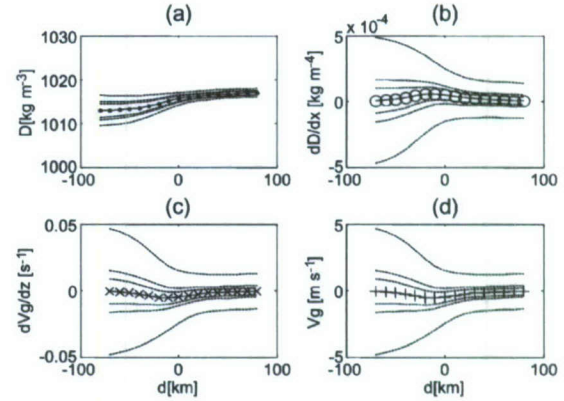 (a)
1030
1020
1010
1000
D[kg m-3]
-100
0
100
(b)
5 x 10-4
0
-5
dD/dx [kg m-4]
-100
0
100
(c)
0.05
0
-0.05
dVg/dz [s-1]
-100
0
100
d[km]
(d)
5
0
-5
Vg [m s-1]
-100
0
100
d[km]